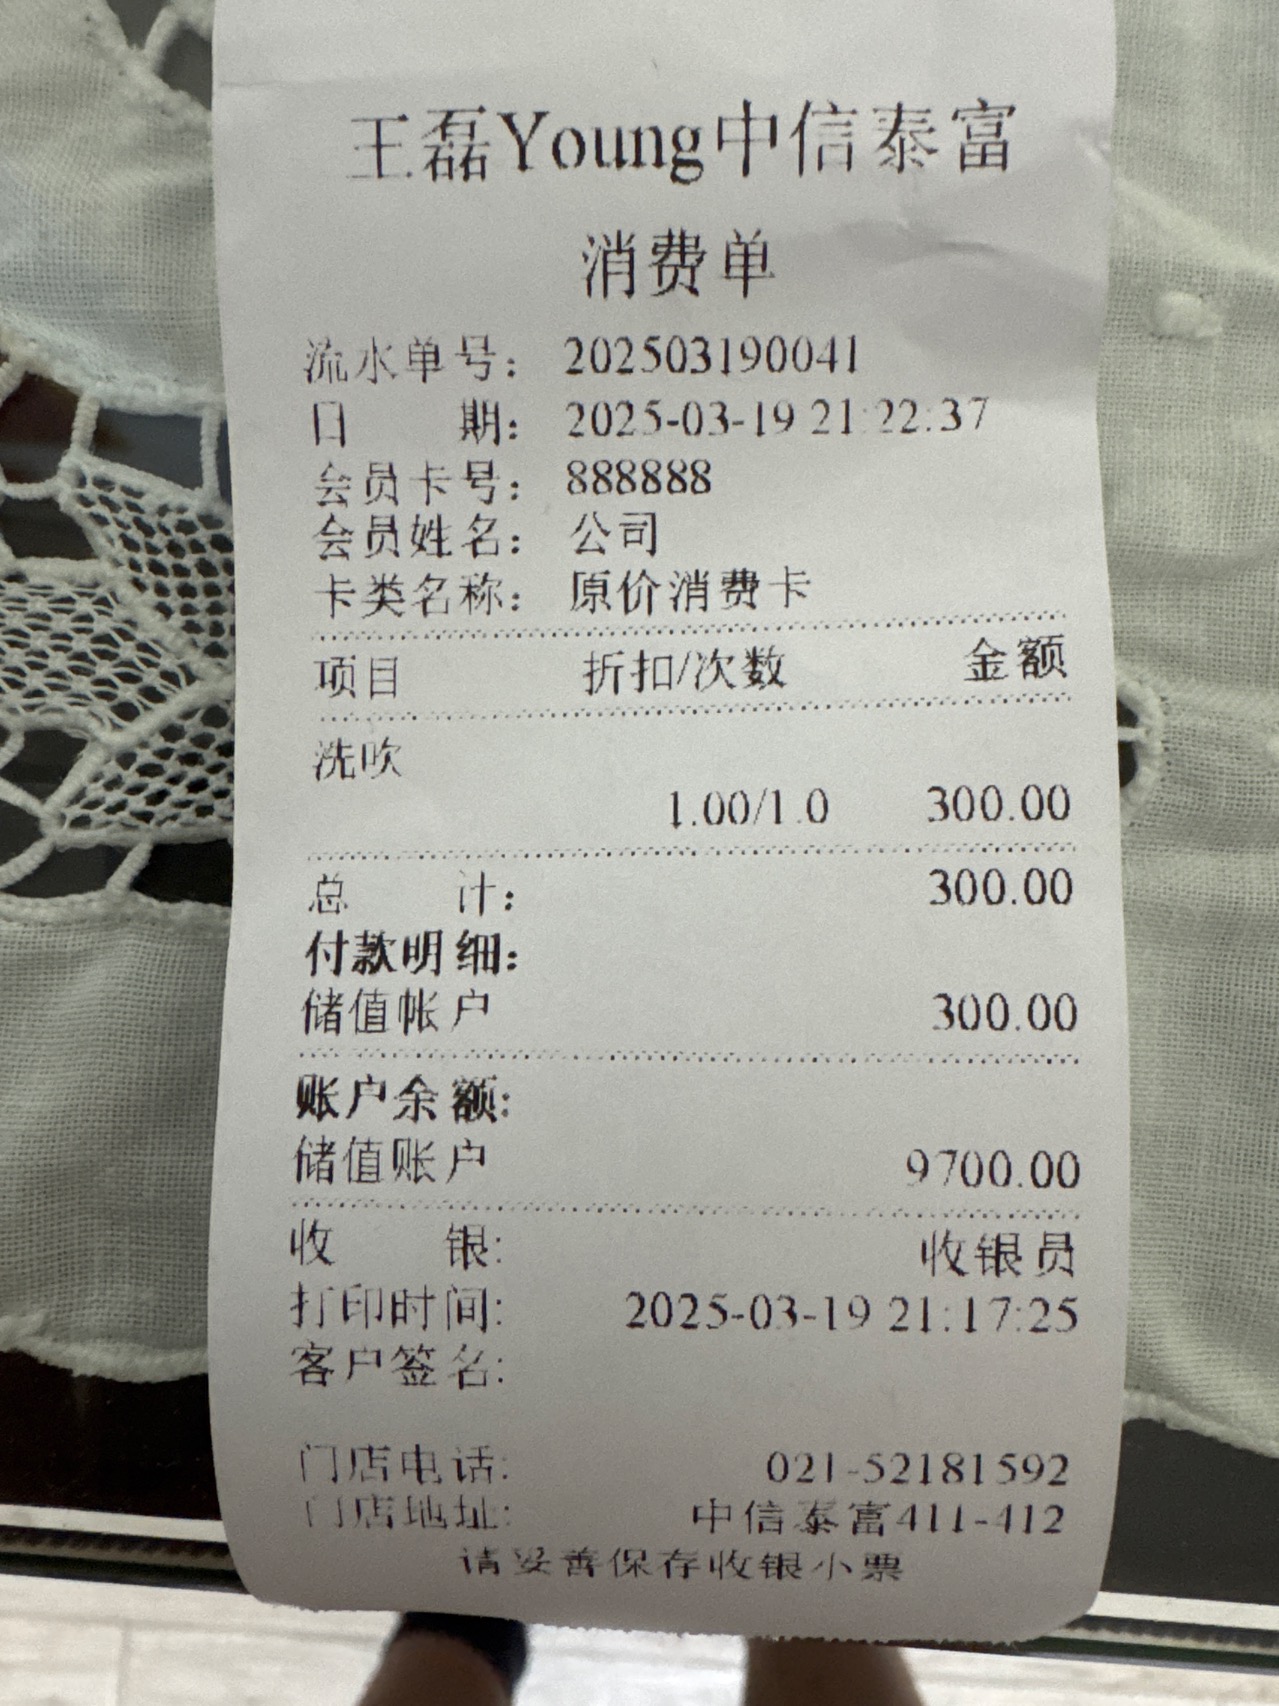 王磊Young中信泰富
消费单
流水单号： 202503190041
日 期： 2025-03-19 21:22:37
会员卡号： 888888
会员姓名： 公司
卡类名称： 原价消费卡
项目 折扣/次数 金额
洗吹
1.00/1.0 300.00
总 计： 300.00
付款明细：
储值帐户 300.00
账户余额:
储值账户 9700.00
收 银: 收银员
打印时间: 2025-03-19 21:17:25
客户签名:
门店电话: 021-52181592
门店地址: 中信泰富411-412
请妥善保存收银小票